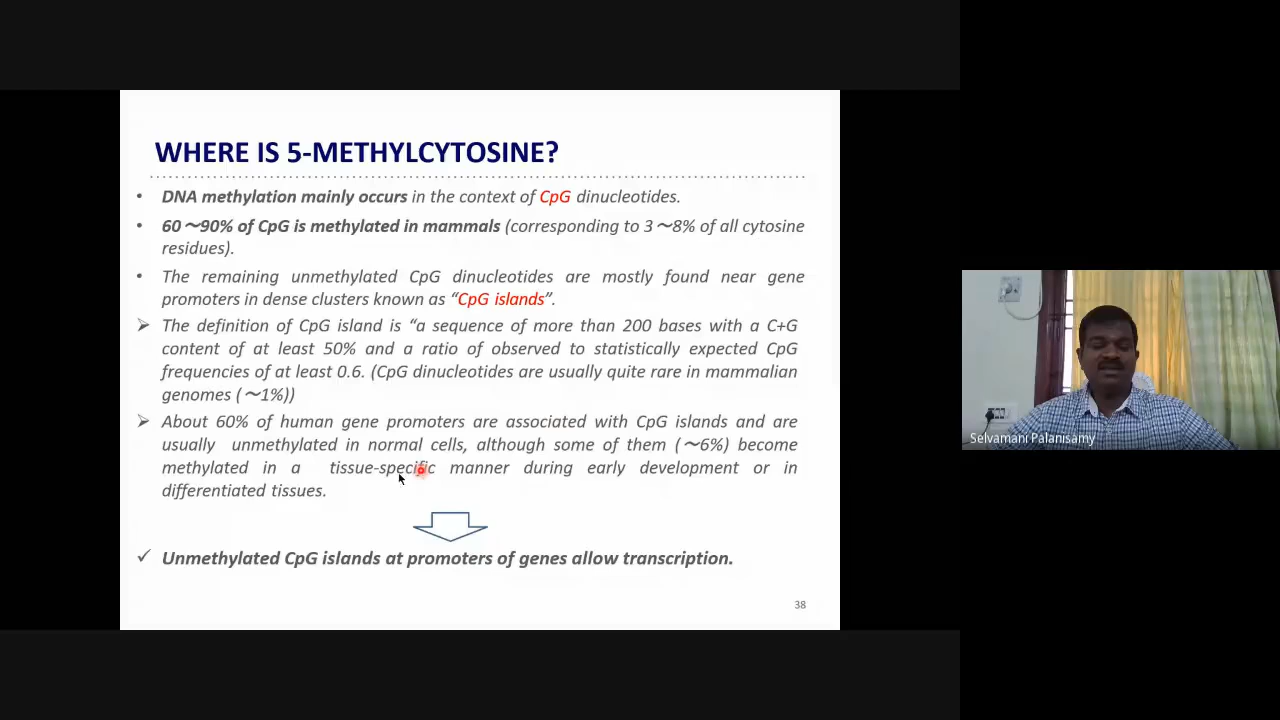 WHERE IS 5-METHYLCYTOSINE?
• DNA methylation mainly occurs in the context of CpG dinucleotides.
• 60～90% of CpG is methylated in mammals (corresponding to 3～8% of all cytosine
residues).
• The remaining unmethylated CpG dinucleotides are mostly found near gene
promoters in dense clusters known as “CpG islands”.
➢ The definition of CpG island is “a sequence of more than 200 bases with a C+G
content of at least 50% and a ratio of observed to statistically expected CpG
frequencies of at least 0.6. (CpG dinucleotides are usually quite rare in mammalian
genomes (～1%))
➢ About 60% of human gene promoters are associated with CpG islands and are
usually unmethylated in normal cells, although some of them (～6%) become
methylated in a tissue-specific manner during early development or in
differentiated tissues.
✓ Unmethylated CpG islands at promoters of genes allow transcription.
38
Selvamani Palanisamy